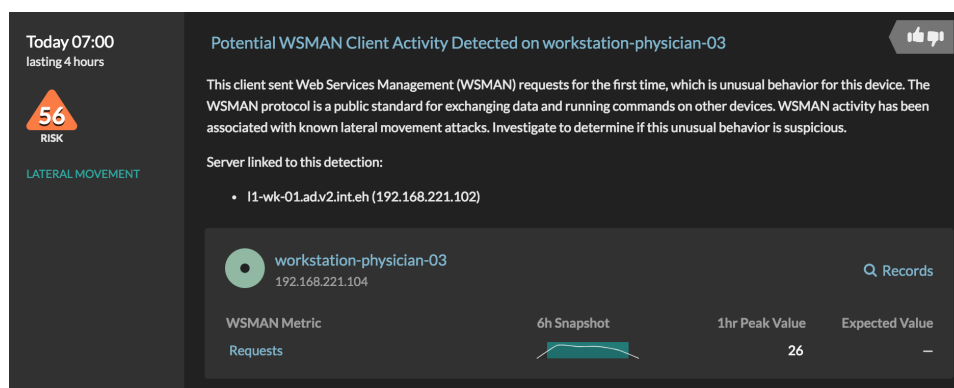 Today 07:00
lasting 4 hours
56
RISK
LATERAL MOVEMENT
Potential WSMAN Client Activity Detected on workstation-physician-03
This client sent Web Services Management (WSMAN) requests for the first time, which is unusual behavior for this device. The
WSMAN protocol is a public standard for exchanging data and running commands on other devices. WSMAN activity has been
associated with known lateral movement attacks. Investigate to determine if this unusual behavior is suspicious.
Server linked to this detection:
• l1-wk-01.ad.v2.int.eh (192.168.221.102)
workstation-physician-03
192.168.221.104
Records
WSMAN Metric 6h Snapshot 1hr Peak Value Expected Value
Requests 26 —